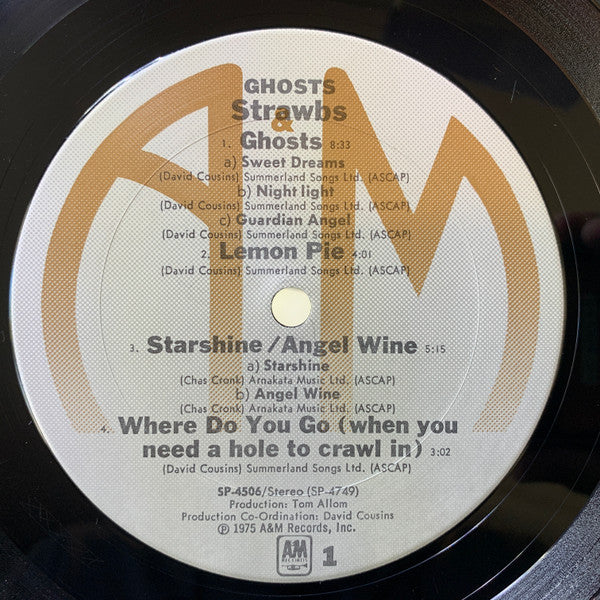 GHOSTS
Strawbs
&
1. Ghosts 8:33
a) Sweet Dreams
(David Cousins) Summerland Songs Ltd. (ASCAP)
b) Night light
(David Cousins) Summerland Songs Ltd. (ASCAP)
c) Guardian Angel
(David Cousins) Summerland Songs Ltd. (ASCAP)
2. Lemon Pie 4:01
(David Cousins) Summerland Songs Ltd. (ASCAP)
3. Starshine/Angel Wine 5:15
a) Starshine
(Chas Cronk) Arnakata Music Ltd. (ASCAP)
b) Angel Wine
(Chas Cronk) Arnakata Music Ltd. (ASCAP)
4. Where Do You Go (when you
need a hole to crawl in) 3:02
(David Cousins) Summerland Songs Ltd. (ASCAP)
SP-4506/Stereo (SP-4749)
Production: Tom Allom
Production Co-Ordination: David Cousins
℗ 1975 A&M Records, Inc.
AM
RECORDS
1
AM